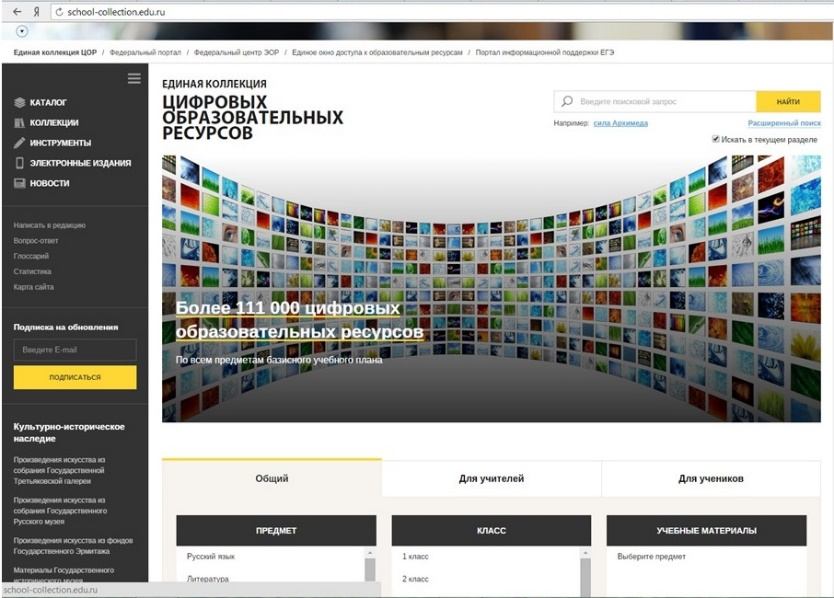 school-collection.edu.ru
Единая коллекция ЦОР / Федеральный портал / Федеральный центр ЭОР / Единое окно доступа к образовательным ресурсам / Портал информационной поддержки ЕГЭ
КАТАЛОГ
КОЛЛЕКЦИИ
ИНСТРУМЕНТЫ
ЭЛЕКТРОННЫЕ ИЗДАНИЯ
НОВОСТИ
Написать в редакцию
Вопрос-ответ
Глоссарий
Статистика
Карта сайта
Подписка на обновления
Введите E-mail
ПОДПИСАТЬСЯ
Культурно-историческое
наследие
Произведения искусства из
собрания Государственной
Третьяковской галереи
Произведения искусства из
собрания Государственного
Русского музея
Произведения искусства из фондов
Государственного Эрмитажа
Материалы Государственного
исторического музея
school-collection.edu.ru
ЕДИНАЯ КОЛЛЕКЦИЯ
ЦИФРОВЫХ
ОБРАЗОВАТЕЛЬНЫХ
РЕСУРСОВ
Введите поисковой запрос
НАЙТИ
Например: сила Архимеда
Расширенный поиск
Искать в текущем разделе
Более 111 000 цифровых
образовательных ресурсов
По всем предметам базисного учебного плана
Общий
Для учителей
Для учеников
ПРЕДМЕТ
КЛАСС
УЧЕБНЫЕ МАТЕРИАЛЫ
Русский язык
1 класс
Выберите предмет
Литература
2 класс